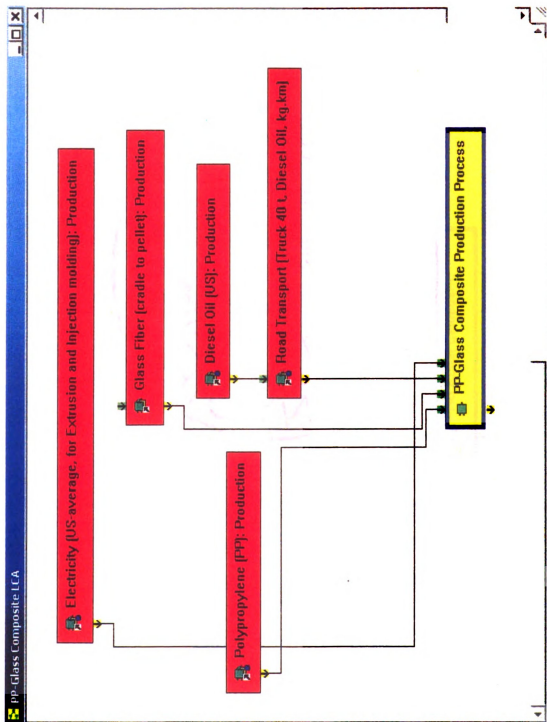 PP-Glass Composite LCA
Electricity (US-average, for Extrusion and Injection molding): Production
Glass Fiber (cradle to pellet): Production
Diesel Oil (US): Production
Road Transport (Truck 40 t, Diesel Oil, kg.km)
Polypropylene (PP): Production
PP-Glass Composite Production Process